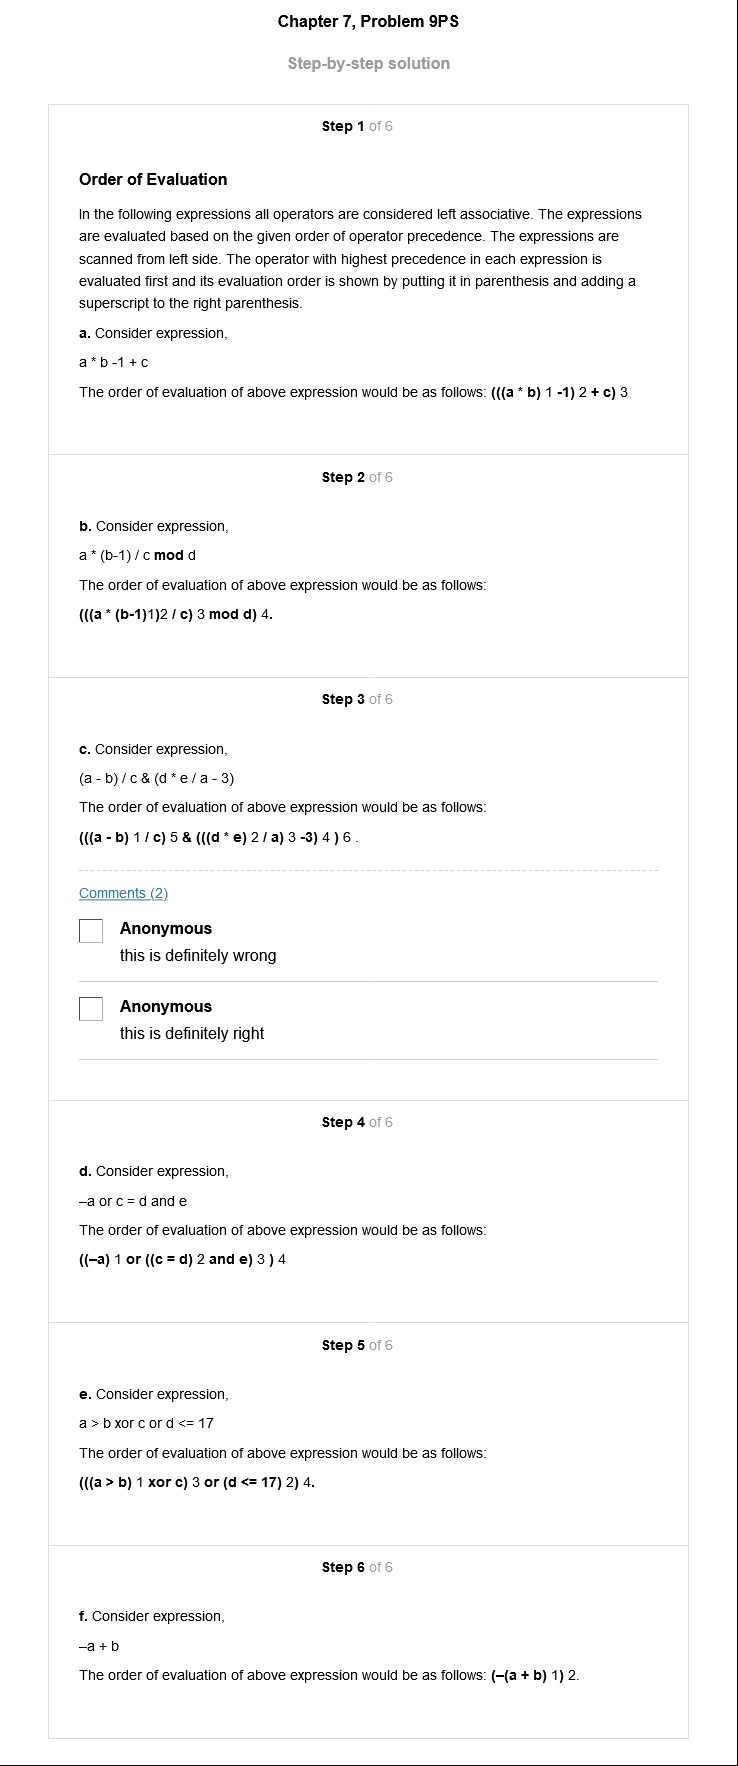 Chapter 7, Problem 9PS
Step-by-step solution
Step 1 of 6
Order of Evaluation
In the following expressions all operators are considered left associative. The expressions
are evaluated based on the given order of operator precedence. The expressions are
scanned from left side. The operator with highest precedence in each expression is
evaluated first and its evaluation order is shown by putting it in parenthesis and adding a
superscript to the right parenthesis.
a. Consider expression,
a * b -1 + c
The order of evaluation of above expression would be as follows: (((a * b) 1 -1) 2 + c) 3
Step 2 of 6
b. Consider expression,
a * (b-1) / c mod d
The order of evaluation of above expression would be as follows:
(((a * (b-1)1)2 / c) 3 mod d) 4.
Step 3 of 6
c. Consider expression,
(a - b) / c & (d * e / a - 3)
The order of evaluation of above expression would be as follows:
(((a - b) 1 / c) 5 & (((d * e) 2 / a) 3 -3) 4 ) 6 .
Comments (2)
Anonymous
this is definitely wrong
Anonymous
this is definitely right
Step 4 of 6
d. Consider expression,
–a or c = d and e
The order of evaluation of above expression would be as follows:
((–a) 1 or ((c = d) 2 and e) 3 ) 4
Step 5 of 6
e. Consider expression,
a > b xor c or d <= 17
The order of evaluation of above expression would be as follows:
(((a > b) 1 xor c) 3 or (d <= 17) 2) 4.
Step 6 of 6
f. Consider expression,
–a + b
The order of evaluation of above expression would be as follows: (–(a + b) 1) 2.